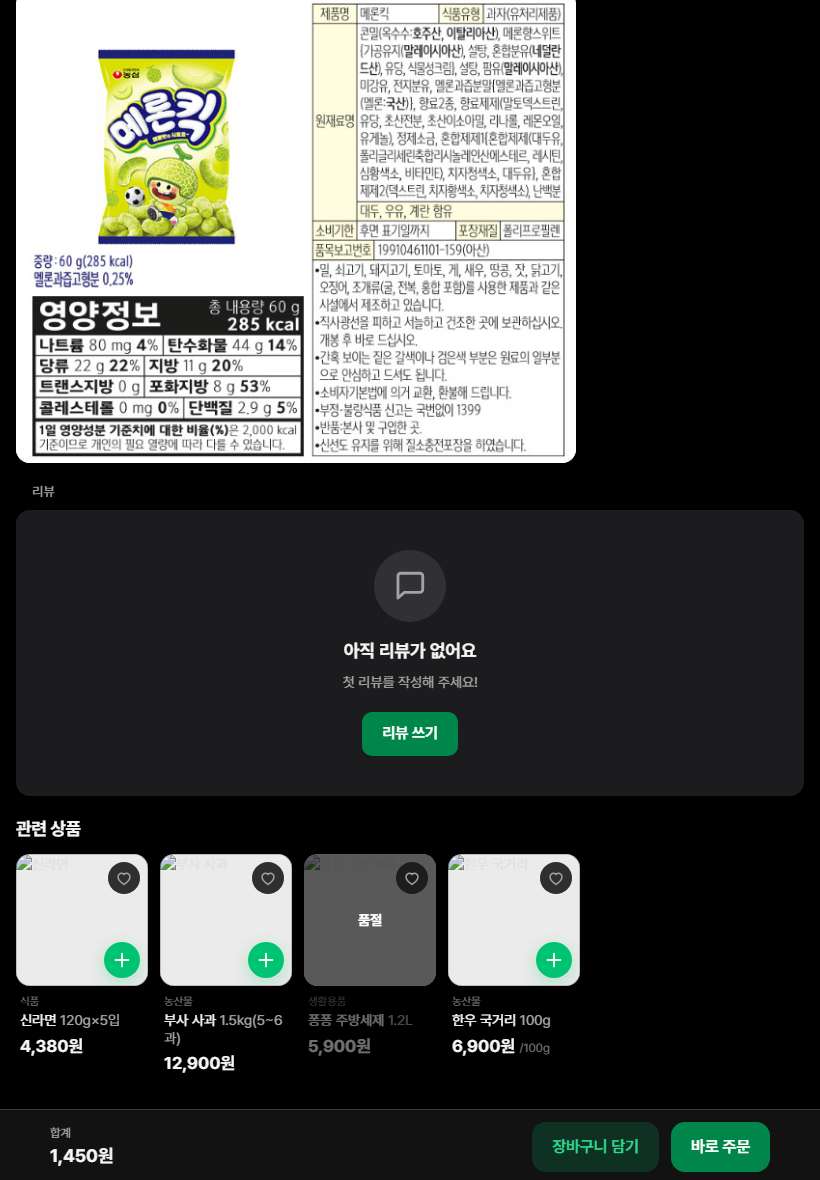 농심
메론킥
중량 : 60 g(285 kcal)
멜론과즙고형분 0.25%
영양정보
총 내용량 60 g
285 kcal
나트륨 80 mg 4% 탄수화물 44 g 14%
당류 22 g 22% 지방 11 g 20%
트랜스지방 0 g 포화지방 8 g 53%
콜레스테롤 0 mg 0% 단백질 2.9 g 5%
1일 영양성분 기준치에 대한 비율(%)은 2,000 kcal
기준이므로 개인의 필요 열량에 따라 다를 수 있습니다.
제품명 메론킥 식품유형 과자(유처리제품)
원재료명
콘밀(옥수수:호주산, 이탈리아산), 메론향스위트
{가공유지(말레이시아산), 설탕, 혼합분유(네덜란
드산), 유당, 식물성크림}, 설탕, 팜유(말레이시아산),
미강유, 전지분유, 멜론과즙분말{멜론과즙고형분
(멜론:국산)}, 향료2종, 향료제제(말토덱스트린,
유당, 초산전분, 초산이소아밀, 리나롤, 레몬오일,
유게놀), 정제소금, 혼합제제1{혼합제제(대두유,
폴리글리세린축합리시놀레인산에스테르, 레시틴,
심황색소, 비타민E), 치자청색소, 대두유}, 혼합
제제2(덱스트린, 치자황색소, 치자청색소), 난백분
대두, 우유, 계란 함유
소비기한 후면 표기일까지 포장재질 폴리프로필렌
품목보고번호 19910461101-159(아산)
•밀, 쇠고기, 돼지고기, 토마토, 게, 새우, 땅콩, 잣, 닭고기,
오징어, 조개류(굴, 전복, 홍합 포함)를 사용한 제품과 같은
시설에서 제조하고 있습니다.
•직사광선을 피하고 서늘하고 건조한 곳에 보관하십시오.
개봉 후 바로 드십시오.
•간혹 보이는 짙은 갈색이나 검은색 부분은 원료의 일부분
으로 안심하고 드셔도 됩니다.
•소비자기본법에 의거 교환, 환불해 드립니다.
•부정·불량식품 신고는 국번없이 1399
•반품:본사 및 구입한 곳.
•신선도 유지를 위해 질소충전포장을 하였습니다.
리뷰
아직 리뷰가 없어요
첫 리뷰를 작성해 주세요!
리뷰 쓰기
관련 상품
신라면
부사 사과
품절
식품
신라면 120g×5입
4,380원
농산물
부사 사과 1.5kg(5~6
과)
12,900원
생활용품
퐁퐁 주방세제 1.2L
5,900원
농산물
한우 국거리 100g
6,900원 /100g
합계
1,450원
장바구니 담기
바로 주문